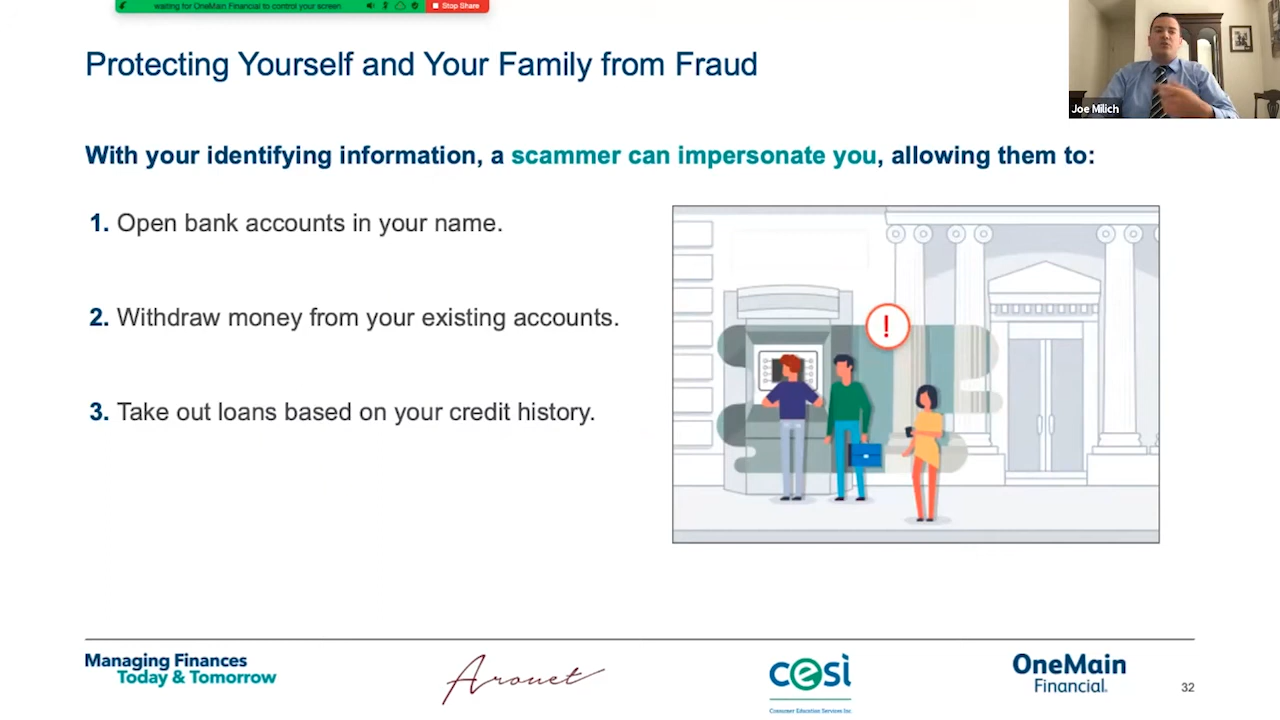 waiting for OneMain Financial to control your screen
Stop Share
Protecting Yourself and Your Family from Fraud
Joe Milich
With your identifying information, a scammer can impersonate you, allowing them to:
1. Open bank accounts in your name.
2. Withdraw money from your existing accounts.
3. Take out loans based on your credit history.
!
Managing Finances
Today & Tomorrow
Arouet
cesi
Consumer Education Services Inc
OneMain
Financial.
32